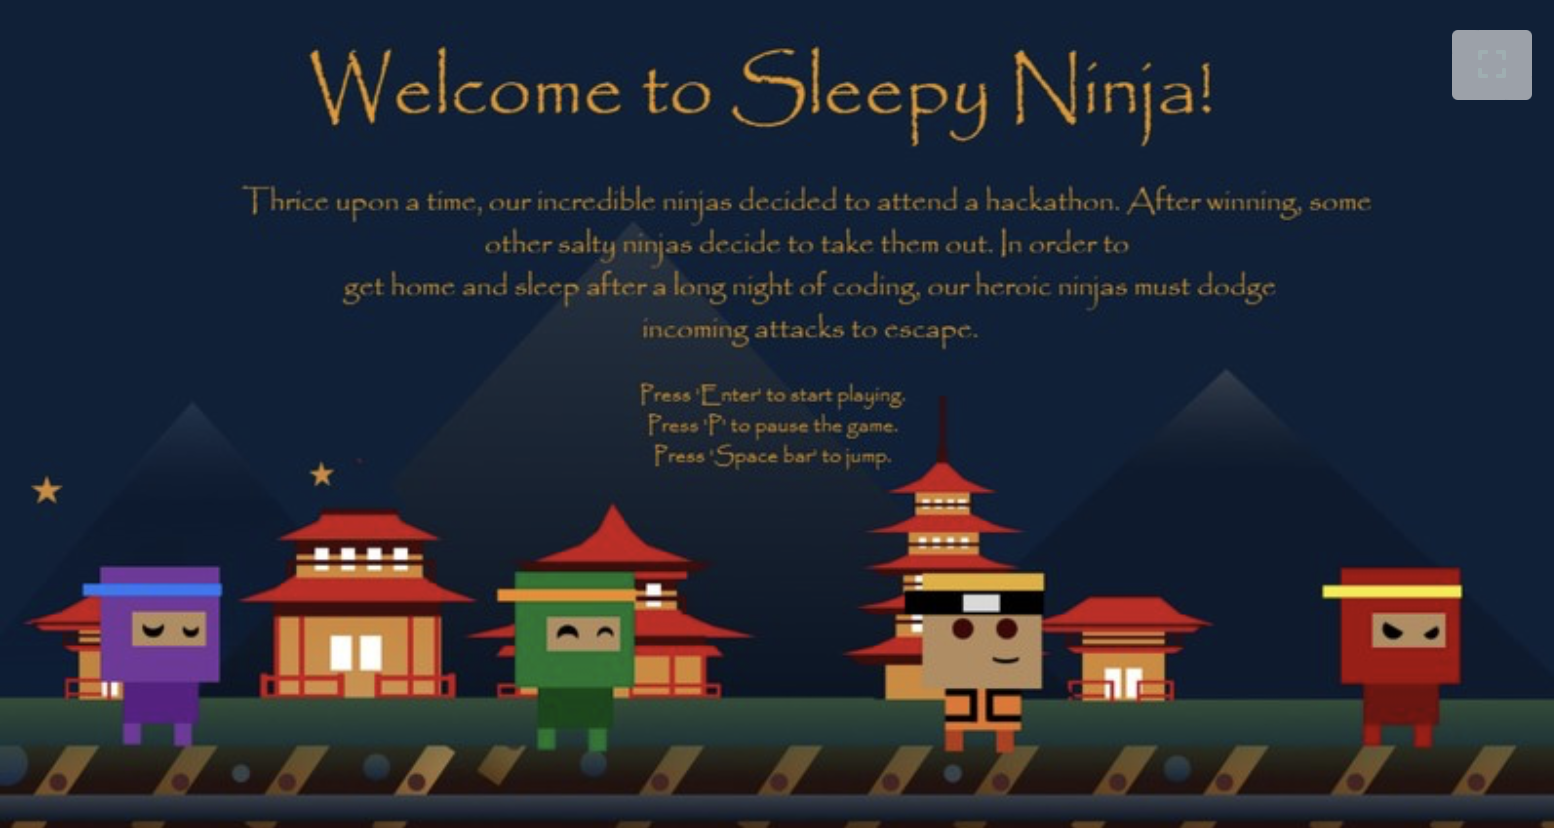 Welcome to Sleepy Ninja!
Thrice upon a time, our incredible ninjas decided to attend a hackathon. After winning, some
other salty ninjas decide to take them out. In order to
get home and sleep after a long night of coding, our heroic ninjas must dodge
incoming attacks to escape.
Press 'Enter' to start playing.
Press 'P' to pause the game.
Press 'Space bar' to jump.